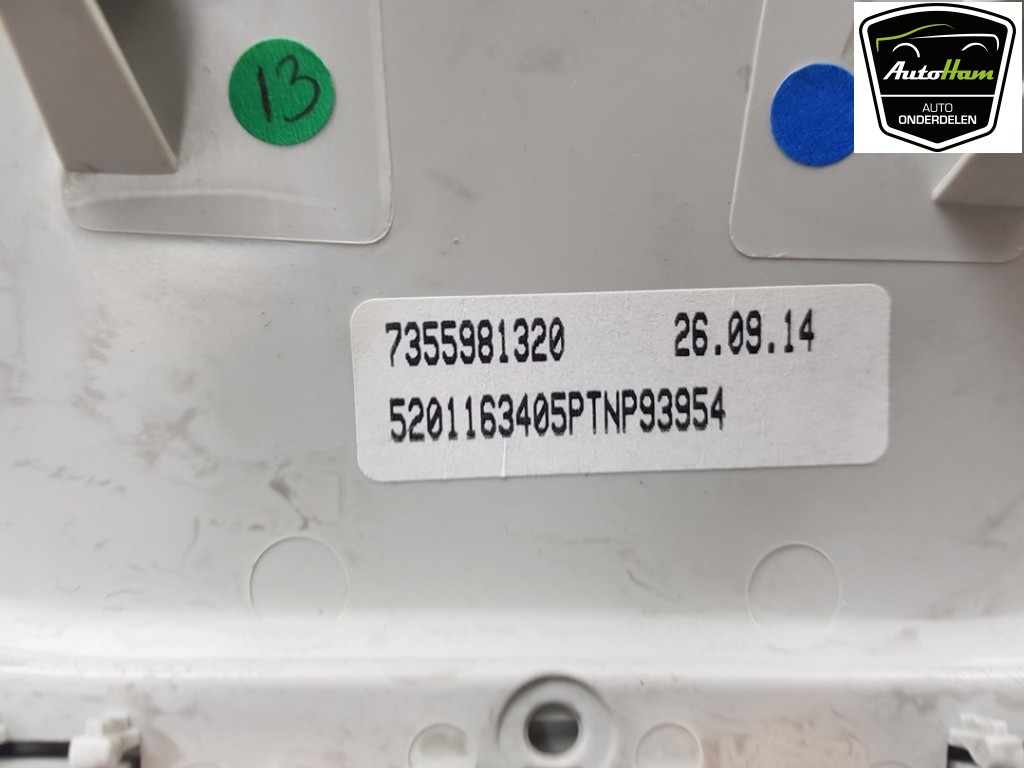 13
AutoHam
AUTO
ONDERDELEN
7355981320 26.09.14
5201163405PTNP93954